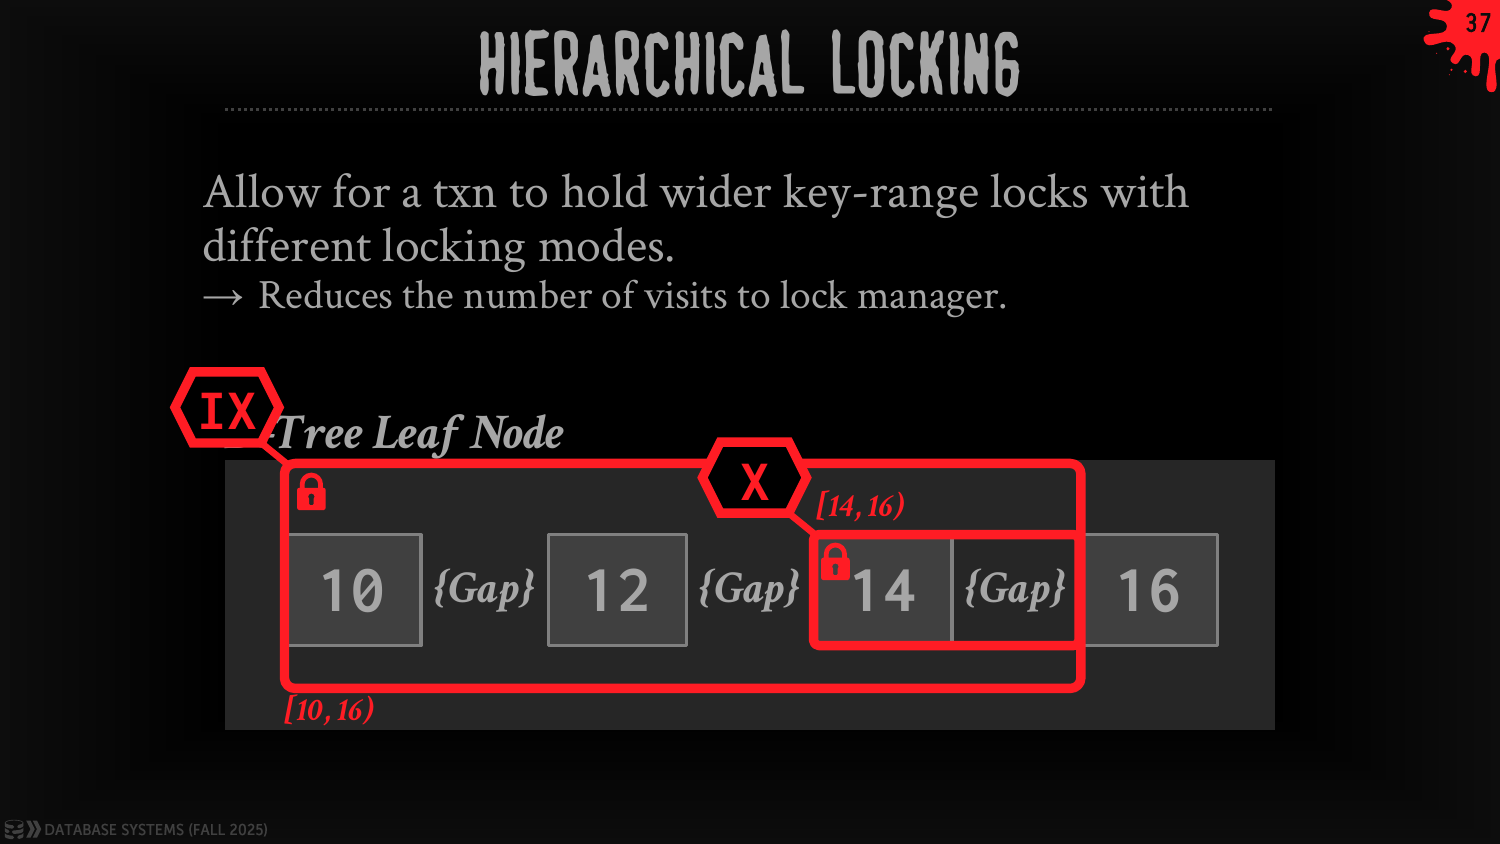 37
HIERARCHICAL LOCKING
Allow for a txn to hold wider key-range locks with
different locking modes.
→ Reduces the number of visits to lock manager.
IX
-Tree Leaf Node
X
[14, 16)
10 {Gap} 12 {Gap} 14 {Gap} 16
[10, 16)
DATABASE SYSTEMS (FALL 2025)